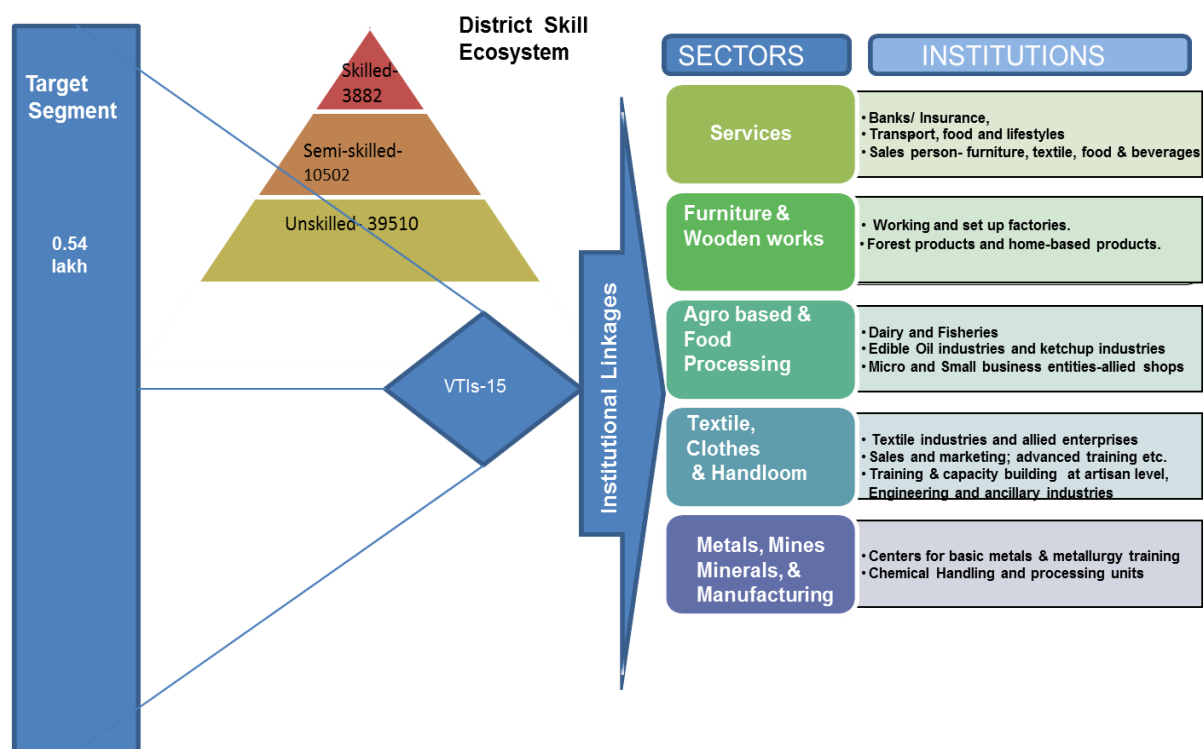 District Skill
Ecosystem
Target
Segment
0.54
lakh
Skilled-
3882
Semi-skilled-
10502
Unskilled- 39510
VTIs-15
Institutional Linkages
SECTORS
INSTITUTIONS
Services
• Banks/ Insurance,
• Transport, food and lifestyles
• Sales person- furniture, textile, food & beverages
Furniture &
Wooden works
• Working and set up factories.
• Forest products and home-based products.
Agro based &
Food
Processing
• Dairy and Fisheries
• Edible Oil industries and ketchup industries
• Micro and Small business entities-allied shops
Textile,
Clothes
& Handloom
• Textile industries and allied enterprises
• Sales and marketing; advanced training etc.
• Training & capacity building at artisan level,
Engineering and ancillary industries
Metals, Mines
Minerals, &
Manufacturing
• Centers for basic metals & metallurgy training
• Chemical Handling and processing units